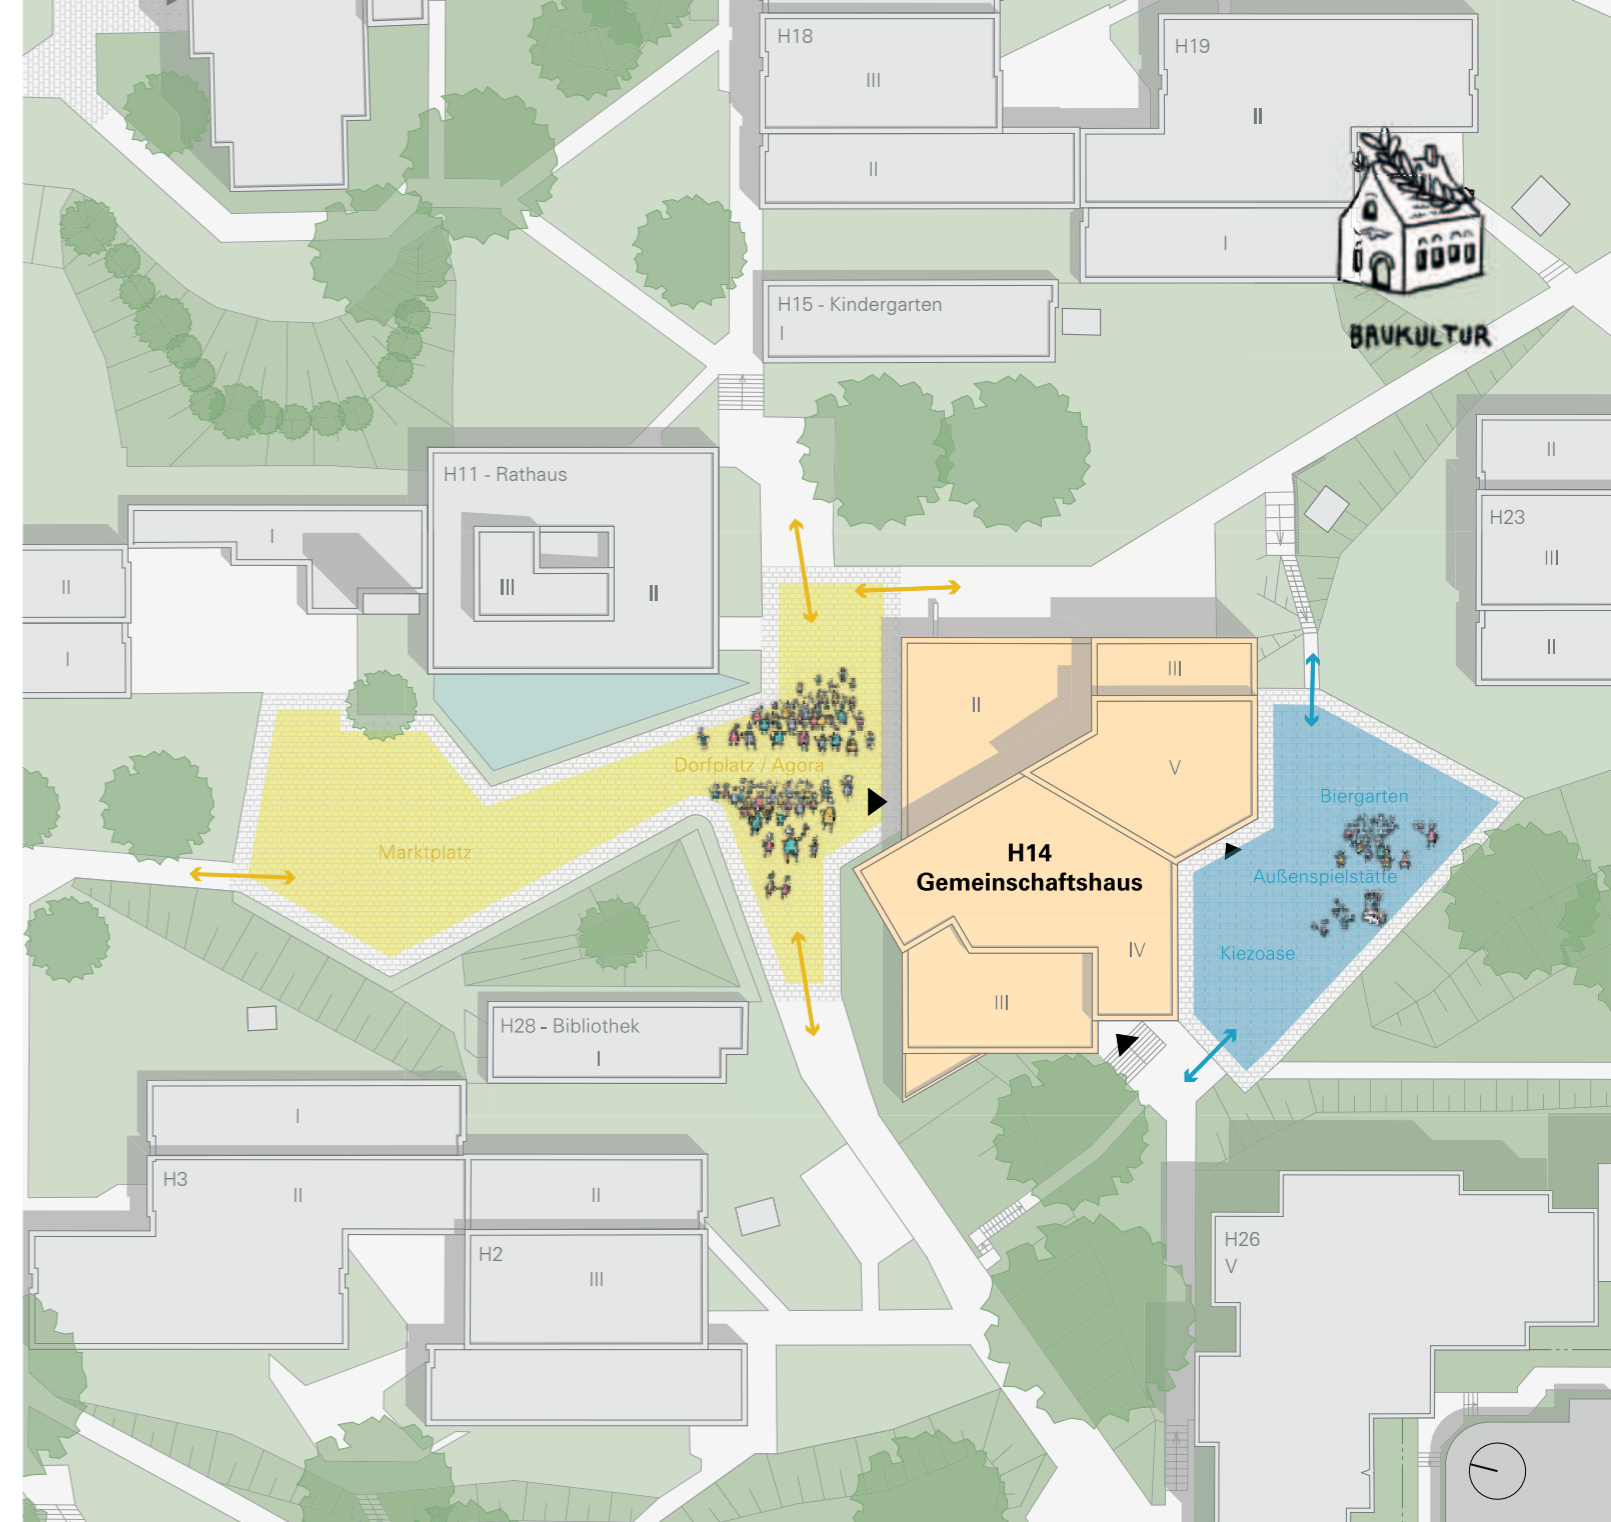 H18
III
H19
II
II
I
BAUKULTUR
H15 - Kindergarten
I
H11 - Rathaus
III
II
I
II
I
II
H23
III
II
II
III
V
Dorfplatz / Agora
Marktplatz
H14
Gemeinschaftshaus
IV
III
Biergarten
Außenspielstätte
Kiezoase
H28 - Bibliothek
I
I
H3
II
II
H2
III
H26
V